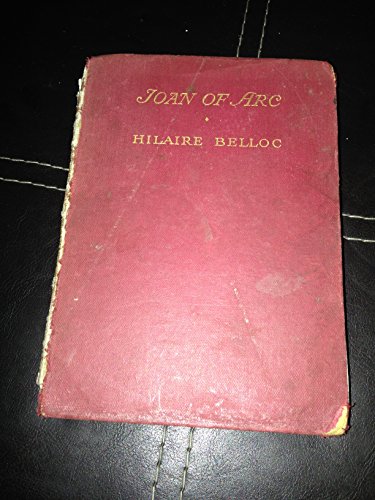 JOAN OF ARC
HILAIRE BELLOC